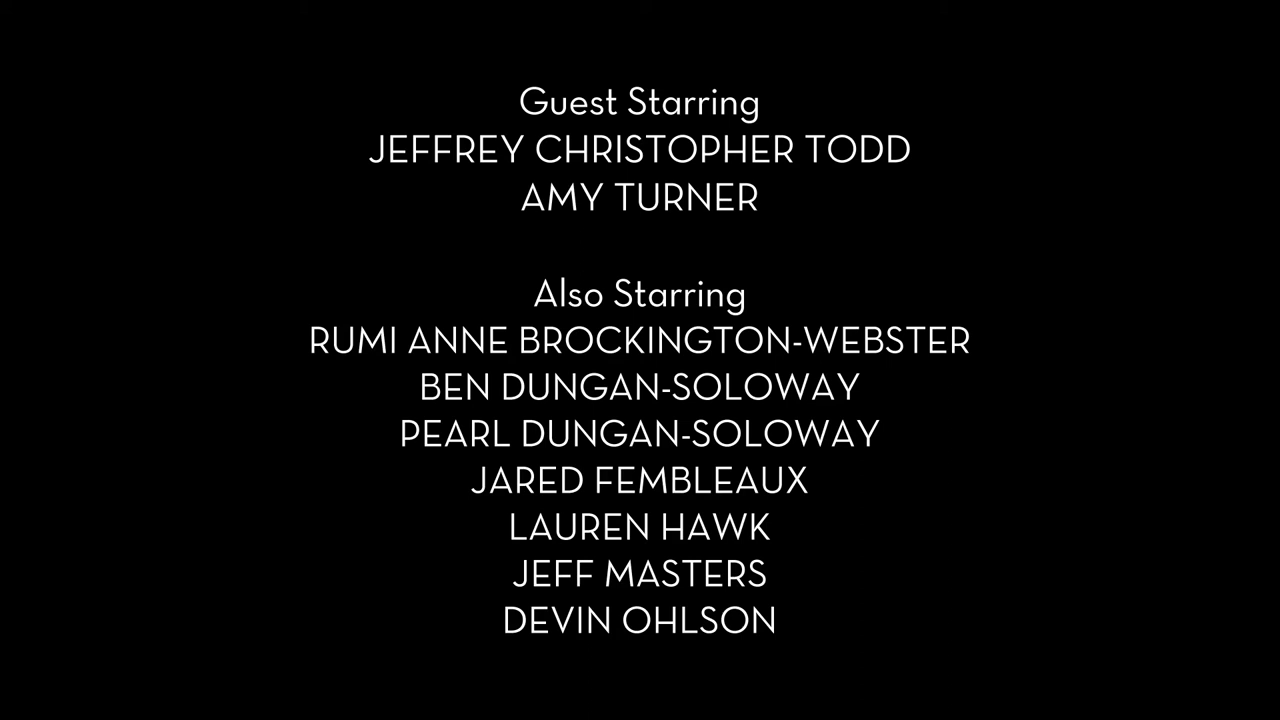 Guest Starring
JEFFREY CHRISTOPHER TODD
AMY TURNER
Also Starring
RUMI ANNE BROCKINGTON-WEBSTER
BEN DUNGAN-SOLOWAY
PEARL DUNGAN-SOLOWAY
JARED FEMBLEAUX
LAUREN HAWK
JEFF MASTERS
DEVIN OHLSON